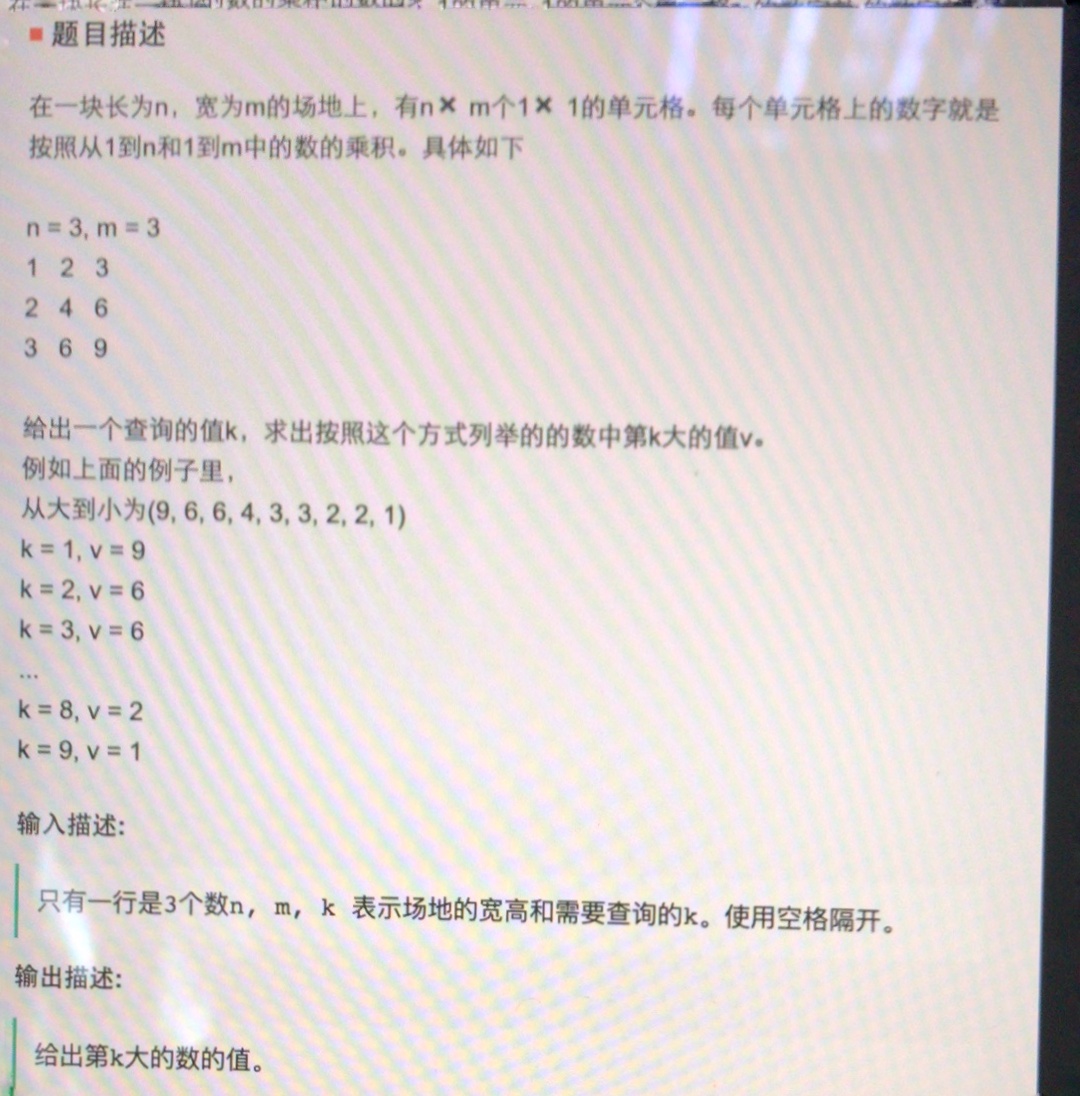 题目描述
在一块长为n，宽为m的场地上，有n✖ m个1✖ 1的单元格。每个单元格上的数字就是
按照从1到n和1到m中的数的乘积。具体如下
n = 3, m = 3
1 2 3
2 4 6
3 6 9
给出一个查询的值k，求出按照这个方式列举的的数中第k大的值v。
例如上面的例子里，
从大到小为(9, 6, 6, 4, 3, 3, 2, 2, 1)
k = 1, v = 9
k = 2, v = 6
k = 3, v = 6
...
k = 8, v = 2
k = 9, v = 1
输入描述:
只有一行是3个数n, m, k 表示场地的宽高和需要查询的k。使用空格隔开。
输出描述:
给出第k大的数的值。